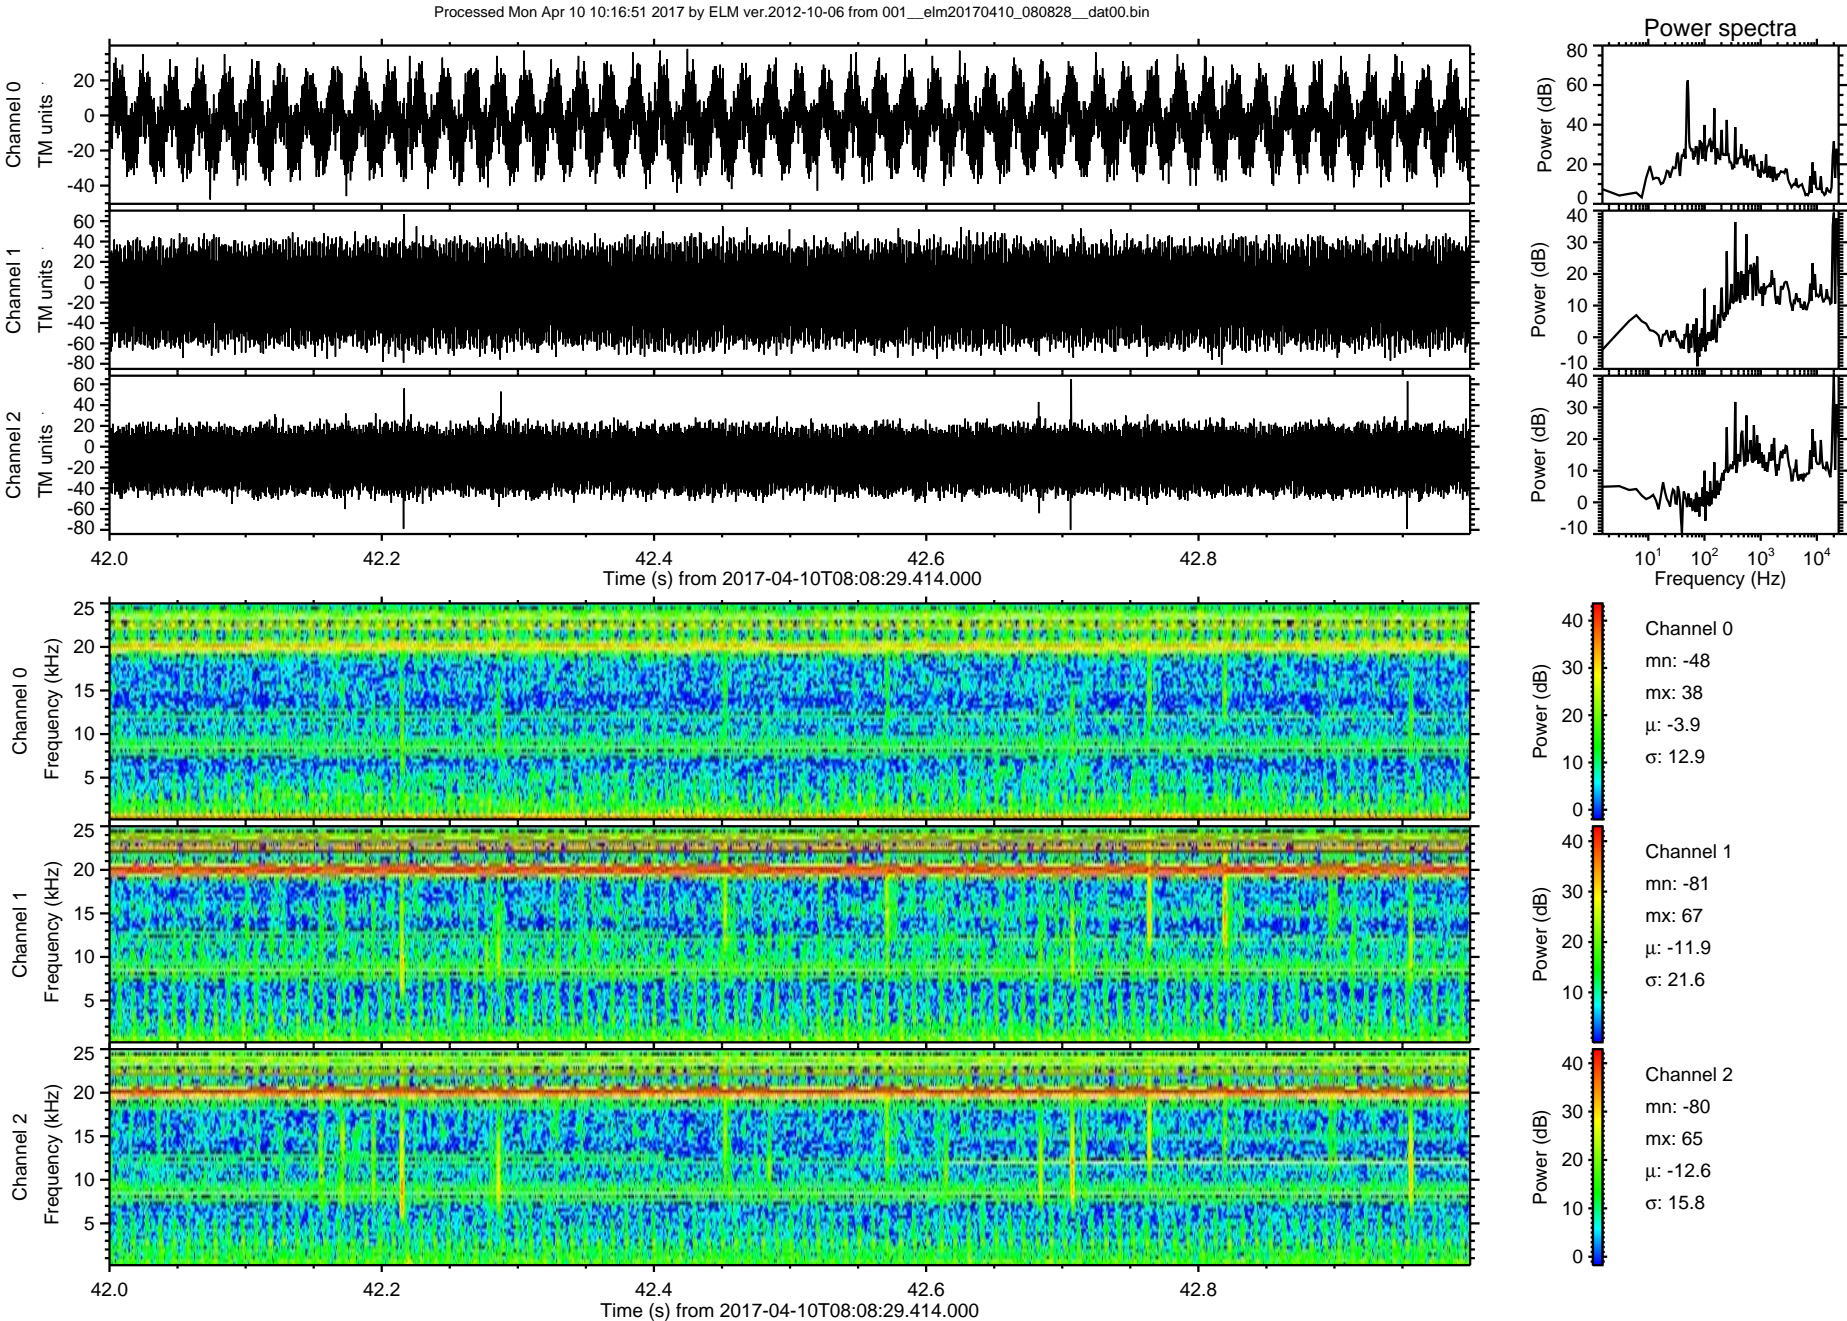 Processed Mon Apr 10 10:16:51 2017 by ELM ver.2012-10-06 from 001__elm20170410_080828__dat00.bin
Power spectra
Channel 0
TM units
20
0
-20
-40
Power (dB)
80
60
40
20
0
Channel 1
TM units
60
40
20
0
-20
-40
-60
-80
Power (dB)
40
30
20
10
0
-10
Channel 2
TM units
60
40
20
0
-20
-40
-60
-80
Power (dB)
40
30
20
10
0
-10
42.0 42.2 42.4 42.6 42.8
Time (s) from 2017-04-10T08:08:29.414.000
10¹ 10² 10³ 10⁴
Frequency (Hz)
Channel 0
Frequency (kHz)
25
20
15
10
5
Power (dB)
40
30
20
10
0
Channel 0
mn: -48
mx: 38
μ: -3.9
σ: 12.9
Channel 1
Frequency (kHz)
25
20
15
10
5
Power (dB)
40
30
20
10
Channel 1
mn: -81
mx: 67
μ: -11.9
σ: 21.6
Channel 2
Frequency (kHz)
25
20
15
10
5
Power (dB)
40
30
20
10
0
Channel 2
mn: -80
mx: 65
μ: -12.6
σ: 15.8
42.0 42.2 42.4 42.6 42.8
Time (s) from 2017-04-10T08:08:29.414.000